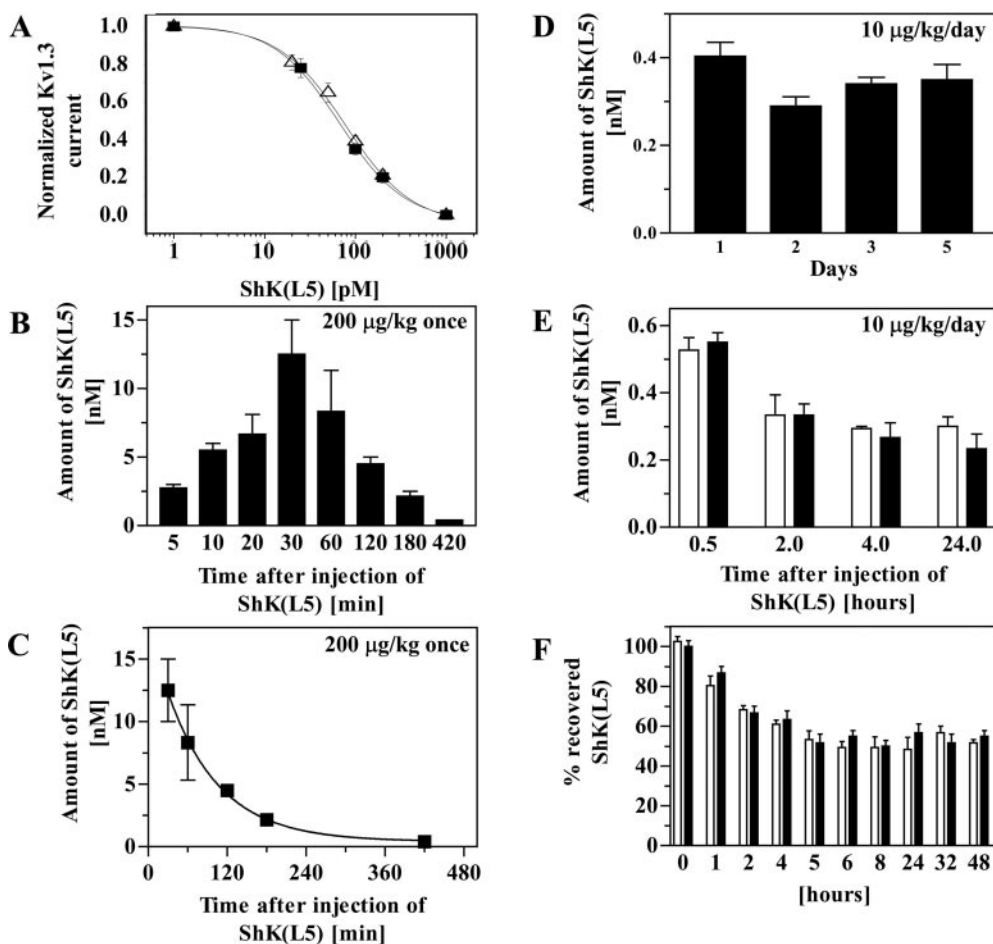 A
Normalized Kv1.3
current
1.0
0.8
0.6
0.4
0.2
0.0
1 10 100 1000
ShK(L5) [pM]
B
200 µg/kg once
Amount of ShK(L5)
[nM]
15
10
5
0
5 10 20 30 60 120 180 420
Time after injection of
ShK(L5) [min]
C
200 µg/kg once
Amount of ShK(L5)
[nM]
15
10
5
0
0 120 240 360 480
Time after injection of
ShK(L5) [min]
D
10 µg/kg/day
Amount of ShK(L5)
[nM]
0.4
0.2
0.0
1 2 3 5
Days
E
10 µg/kg/day
Amount of ShK(L5)
[nM]
0.6
0.4
0.2
0.0
0.5 2.0 4.0 24.0
Time after injection of
ShK(L5) [hours]
F
% recovered
ShK(L5)
100
80
60
40
20
0
0 1 2 4 5 6 8 24 32 48
[hours]